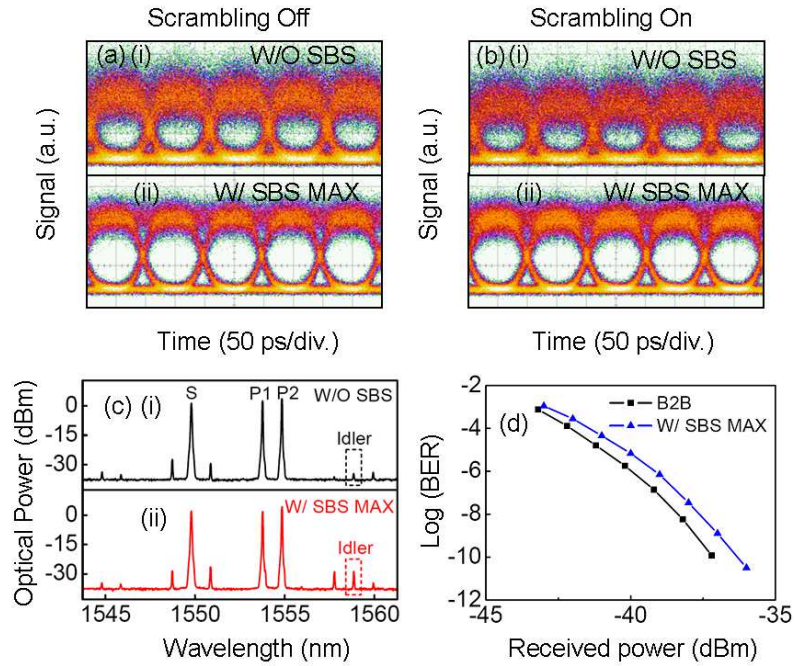 Scrambling Off
Scrambling On
(a) (i)
W/O SBS
(b) (i)
W/O SBS
Signal (a.u.)
Signal (a.u.)
(ii)
W/ SBS MAX
(ii)
W/ SBS MAX
Time (50 ps/div.)
Time (50 ps/div.)
(c) (i)
S
P1
P2
W/O SBS
Idler
0
-15
-30
(ii)
W/ SBS MAX
Idler
0
-15
-30
Optical Power (dBm)
1545
1550
1555
1560
Wavelength (nm)
(d)
B2B
W/ SBS MAX
-2
-4
-6
-8
-10
-12
Log (BER)
-45
-40
-35
Received power (dBm)